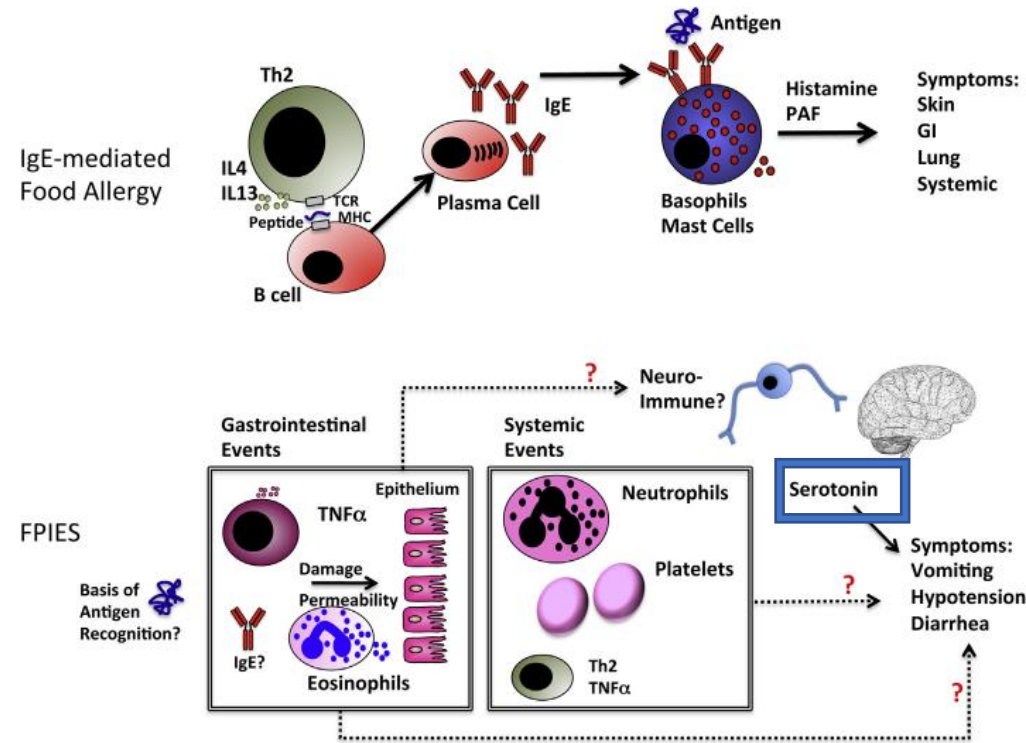 IgE-mediated
Food Allergy
Th2
IL4
IL13
TCR
Peptide
MHC
B cell
Plasma Cell
IgE
Antigen
Basophils
Mast Cells
Histamine
PAF
Symptoms:
Skin
GI
Lung
Systemic
FPIES
Basis of
Antigen
Recognition?
Gastrointestinal
Events
TNFα
Epithelium
Damage
Permeability
IgE?
Eosinophils
Systemic
Events
Neutrophils
Platelets
Th2
TNFα
?
Neuro-
Immune?
Serotonin
?
Symptoms:
Vomiting
Hypotension
Diarrhea
?